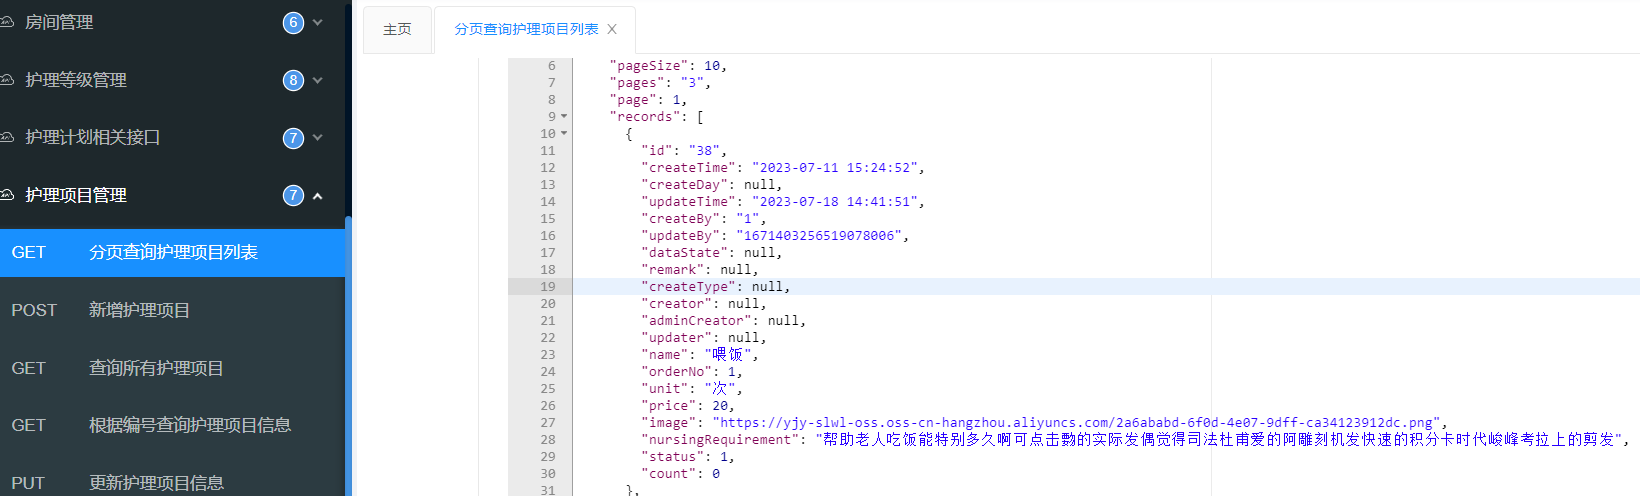 房间管理 6
护理等级管理 8
护理计划相关接口 7
护理项目管理 7
GET 分页查询护理项目列表
POST 新增护理项目
GET 查询所有护理项目
GET 根据编号查询护理项目信息
PUT 更新护理项目信息
主页 分页查询护理项目列表 X
6 "pageSize": 10,
7 "pages": "3",
8 "page": 1,
9 "records": [
10 {
11 "id": "38",
12 "createTime": "2023-07-11 15:24:52",
13 "createDay": null,
14 "updateTime": "2023-07-18 14:41:51",
15 "createBy": "1",
16 "updateBy": "1671403256519078006",
17 "dataState": null,
18 "remark": null,
19 "createType": null,
20 "creator": null,
21 "adminCreator": null,
22 "updater": null,
23 "name": "喂饭",
24 "orderNo": 1,
25 "unit": "次",
26 "price": 20,
27 "image": "https://yjy-slwl-oss.oss-cn-hangzhou.aliyuncs.com/2a6ababd-6f0d-4e07-9dff-ca34123912dc.png",
28 "nursingRequirement": "帮助老人吃饭能特别多久啊可点击的实际发偶觉得司法杜甫爱的阿雕刻机发快速的积分卡时代峻峰考拉上的剪发",
29 "status": 1,
30 "count": 0
31 },